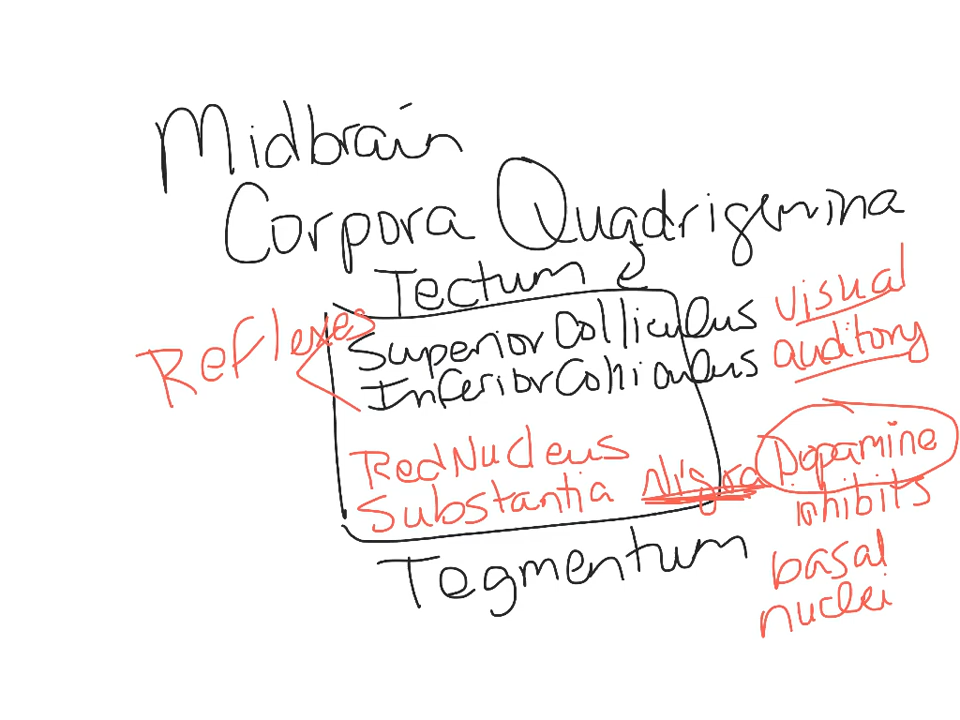 Midbrain
Corpora Quadrigemina
Tectum
Reflexes
Superior Colliculus visual
Inferior Colliculus auditory
Red Nucleus
Substantia Nigra Dopamine
inhibits
basal
nuclei
Tegmentum